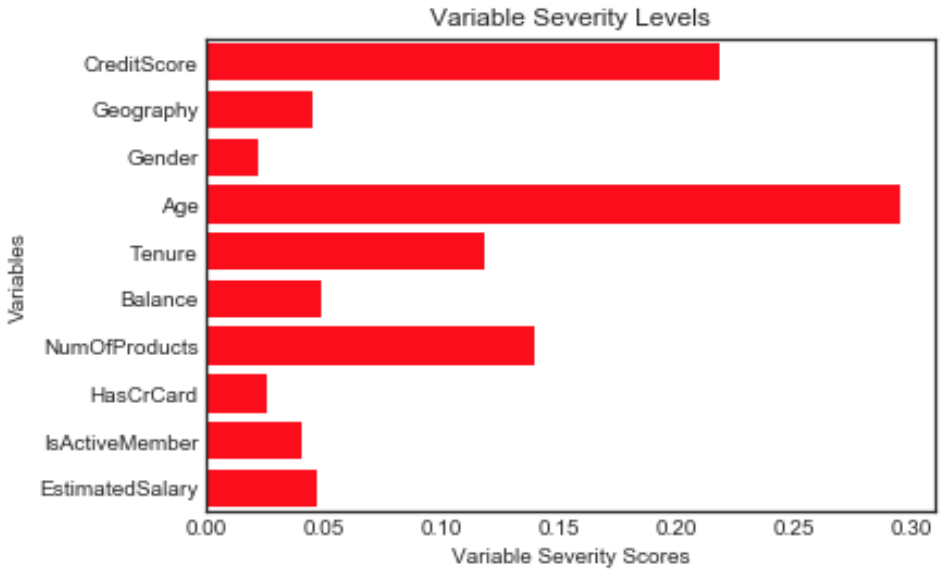 Variable Severity Levels
Variables
CreditScore
Geography
Gender
Age
Tenure
Balance
NumOfProducts
HasCrCard
IsActiveMember
EstimatedSalary
0.00 0.05 0.10 0.15 0.20 0.25 0.30
Variable Severity Scores